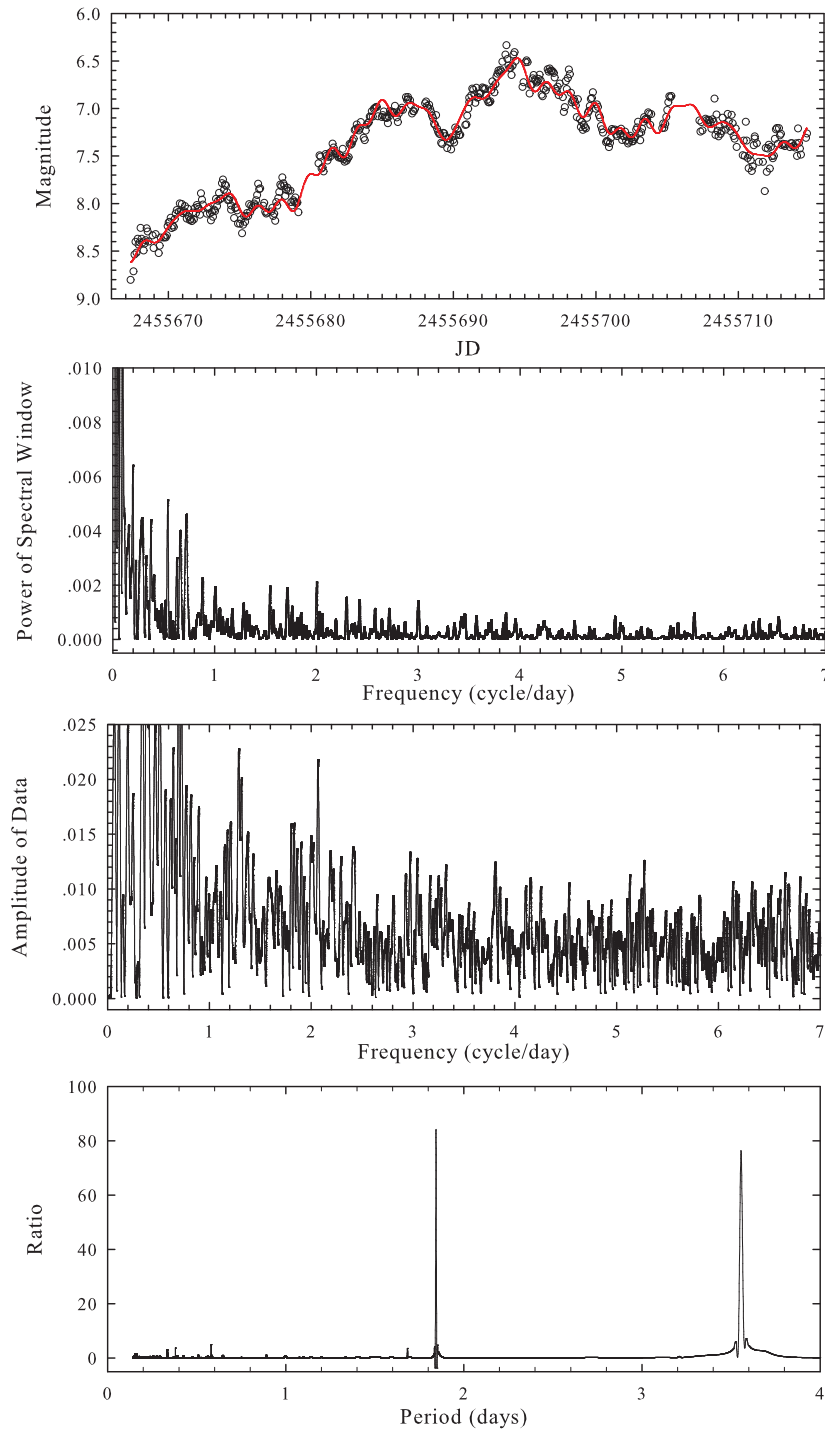 6.0
6.5
7.0
7.5
8.0
8.5
9.0
Magnitude
2455670 2455680 2455690 2455700 2455710
JD
.010
.008
.006
.004
.002
0.000
Power of Spectral Window
0 1 2 3 4 5 6 7
Frequency (cycle/day)
.025
.020
.015
.010
.005
0.000
Amplitude of Data
0 1 2 3 4 5 6 7
Frequency (cycle/day)
100
80
60
40
20
0
Ratio
0 1 2 3 4
Period (days)